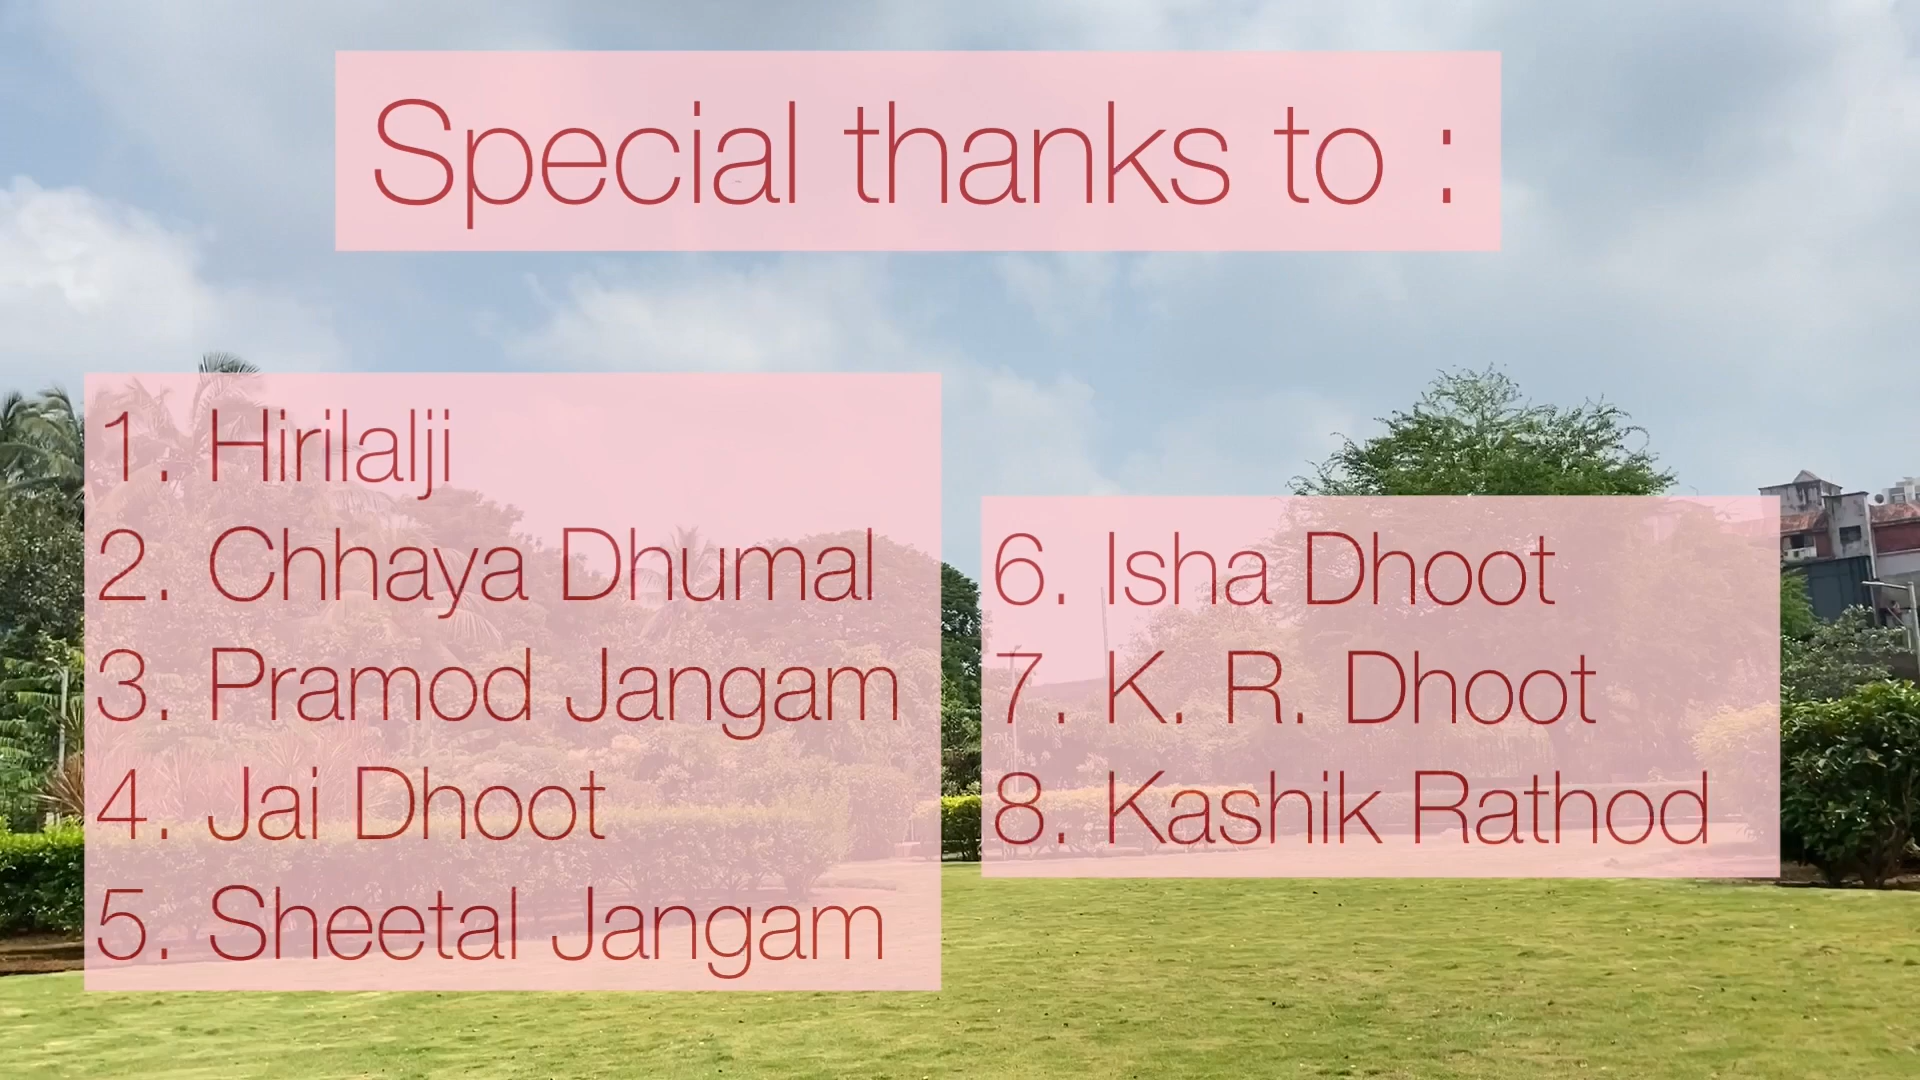 Special thanks to :
1. Hirilalji
2. Chhaya Dhumal
3. Pramod Jangam
4. Jai Dhoot
5. Sheetal Jangam
6. Isha Dhoot
7. K. R. Dhoot
8. Kashik Rathod